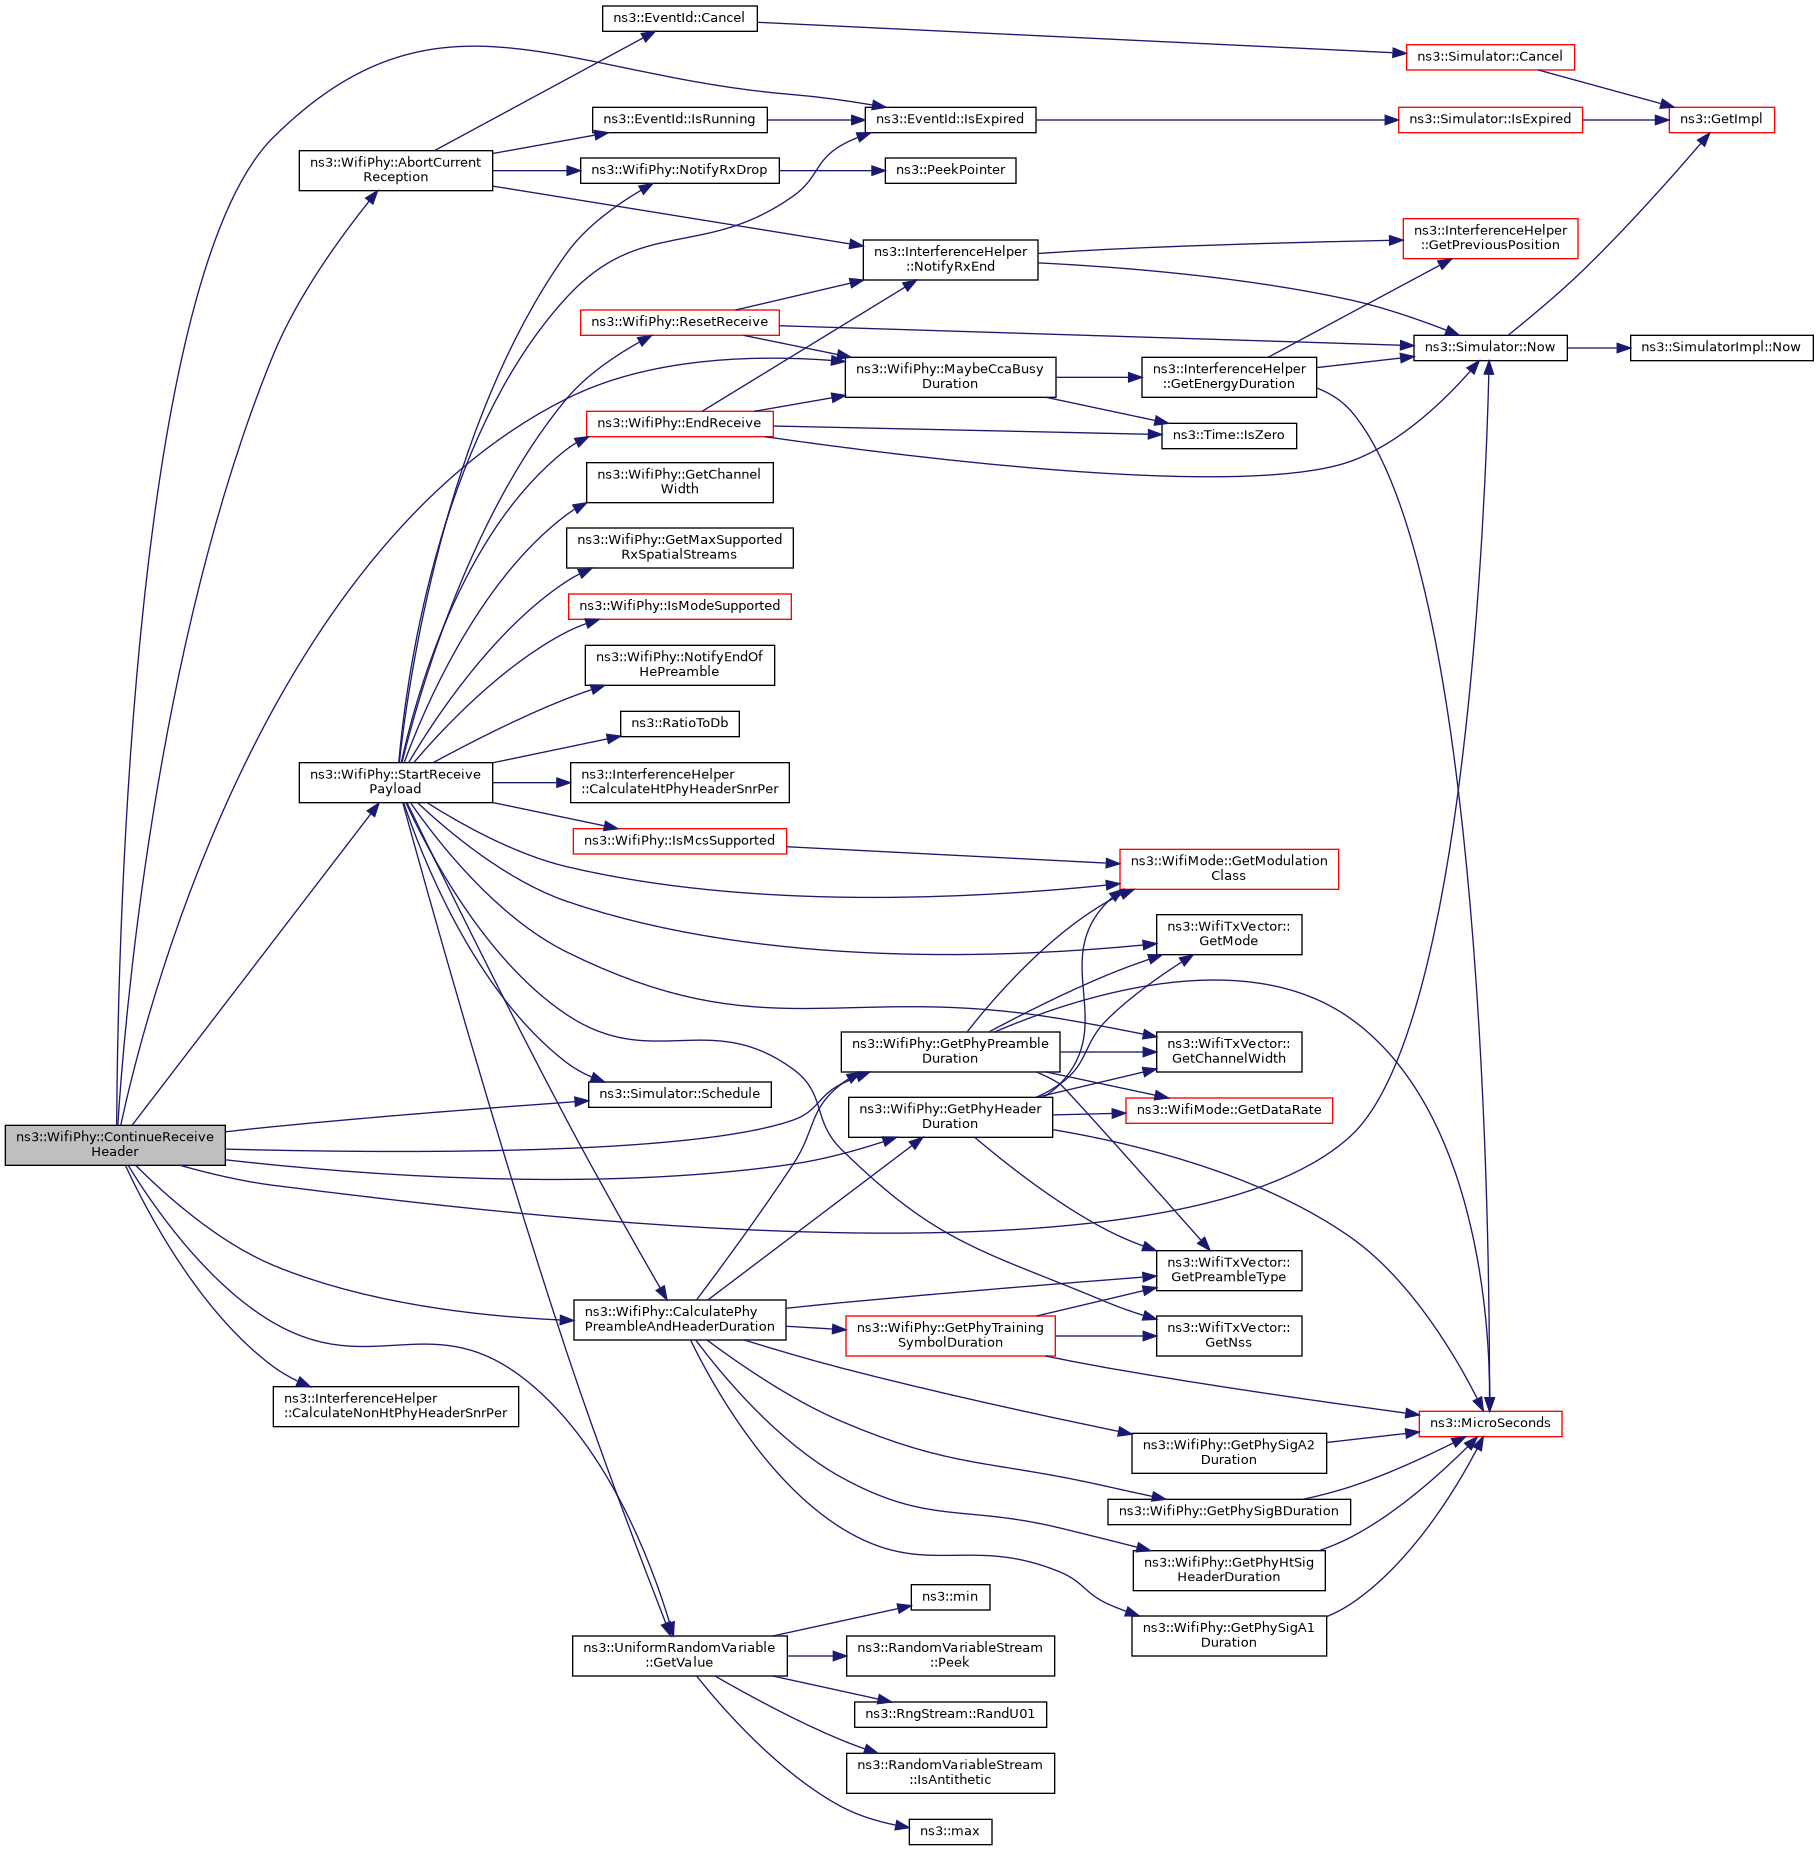 ns3::EventId::Cancel
ns3::Simulator::Cancel
ns3::EventId::IsRunning
ns3::EventId::IsExpired
ns3::Simulator::IsExpired
ns3::GetImpl
ns3::WifiPhy::AbortCurrent
Reception
ns3::WifiPhy::NotifyRxDrop
ns3::PeekPointer
ns3::InterferenceHelper
::NotifyRxEnd
ns3::InterferenceHelper
::GetPreviousPosition
ns3::WifiPhy::ResetReceive
ns3::Simulator::Now
ns3::SimulatorImpl::Now
ns3::WifiPhy::MaybeCcaBusy
Duration
ns3::InterferenceHelper
::GetEnergyDuration
ns3::WifiPhy::EndReceive
ns3::Time::IsZero
ns3::WifiPhy::GetChannel
Width
ns3::WifiPhy::GetMaxSupported
RxSpatialStreams
ns3::WifiPhy::IsModeSupported
ns3::WifiPhy::NotifyEndOf
HePreamble
ns3::RatioToDb
ns3::WifiPhy::StartReceive
Payload
ns3::InterferenceHelper
::CalculateHtPhyHeaderSnrPer
ns3::WifiPhy::IsMcsSupported
ns3::WifiMode::GetModulation
Class
ns3::WifiTxVector::
GetMode
ns3::WifiPhy::GetPhyPreamble
Duration
ns3::WifiTxVector::
GetChannelWidth
ns3::Simulator::Schedule
ns3::WifiPhy::GetPhyHeader
Duration
ns3::WifiMode::GetDataRate
ns3::WifiPhy::ContinueReceive
Header
ns3::WifiTxVector::
GetPreambleType
ns3::WifiPhy::CalculatePhy
PreambleAndHeaderDuration
ns3::WifiPhy::GetPhyTraining
SymbolDuration
ns3::WifiTxVector::
GetNss
ns3::InterferenceHelper
::CalculateNonHtPhyHeaderSnrPer
ns3::MicroSeconds
ns3::WifiPhy::GetPhySigA2
Duration
ns3::WifiPhy::GetPhySigBDuration
ns3::WifiPhy::GetPhyHtSig
HeaderDuration
ns3::min
ns3::WifiPhy::GetPhySigA1
Duration
ns3::UniformRandomVariable
::GetValue
ns3::RandomVariableStream
::Peek
ns3::RngStream::RandU01
ns3::RandomVariableStream
::IsAntithetic
ns3::max